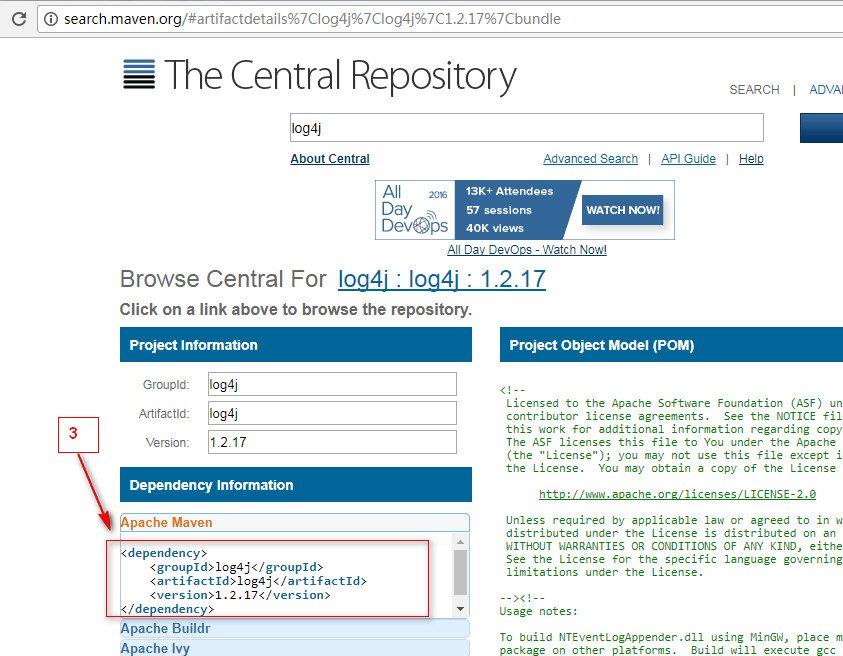 search.maven.org/#artifactdetails%7Clog4j%7Clog4j%7C1.2.17%7Cbundle
The Central Repository
SEARCH | ADVA
log4j
About Central
Advanced Search | API Guide | Help
All Day DevOps 2016
13K+ Attendees
57 sessions
40K views
WATCH NOW!
All Day DevOps - Watch Now!
Browse Central For log4j : log4j : 1.2.17
Click on a link above to browse the repository.
Project Information
GroupId: log4j
ArtifactId: log4j
Version: 1.2.17
3
Dependency Information
Apache Maven
<dependency>
    <groupId>log4j</groupId>
    <artifactId>log4j</artifactId>
    <version>1.2.17</version>
</dependency>
Apache Buildr
Apache Ivy
Project Object Model (POM)
<!--
 Licensed to the Apache Software Foundation (ASF) un
 contributor license agreements.  See the NOTICE fil
 this work for additional information regarding copy
 The ASF licenses this file to You under the Apache
 (the "License"); you may not use this file except i
 the License.  You may obtain a copy of the License
      http://www.apache.org/licenses/LICENSE-2.0
 Unless required by applicable law or agreed to in w
 distributed under the License is distributed on an
 WITHOUT WARRANTIES OR CONDITIONS OF ANY KIND, eithe
 See the License for the specific language governing
 limitations under the License.
--><!--
Usage notes:
To build NTEventLogAppender.dll using MinGW, place m
package on other platforms.  Build will execute gcc